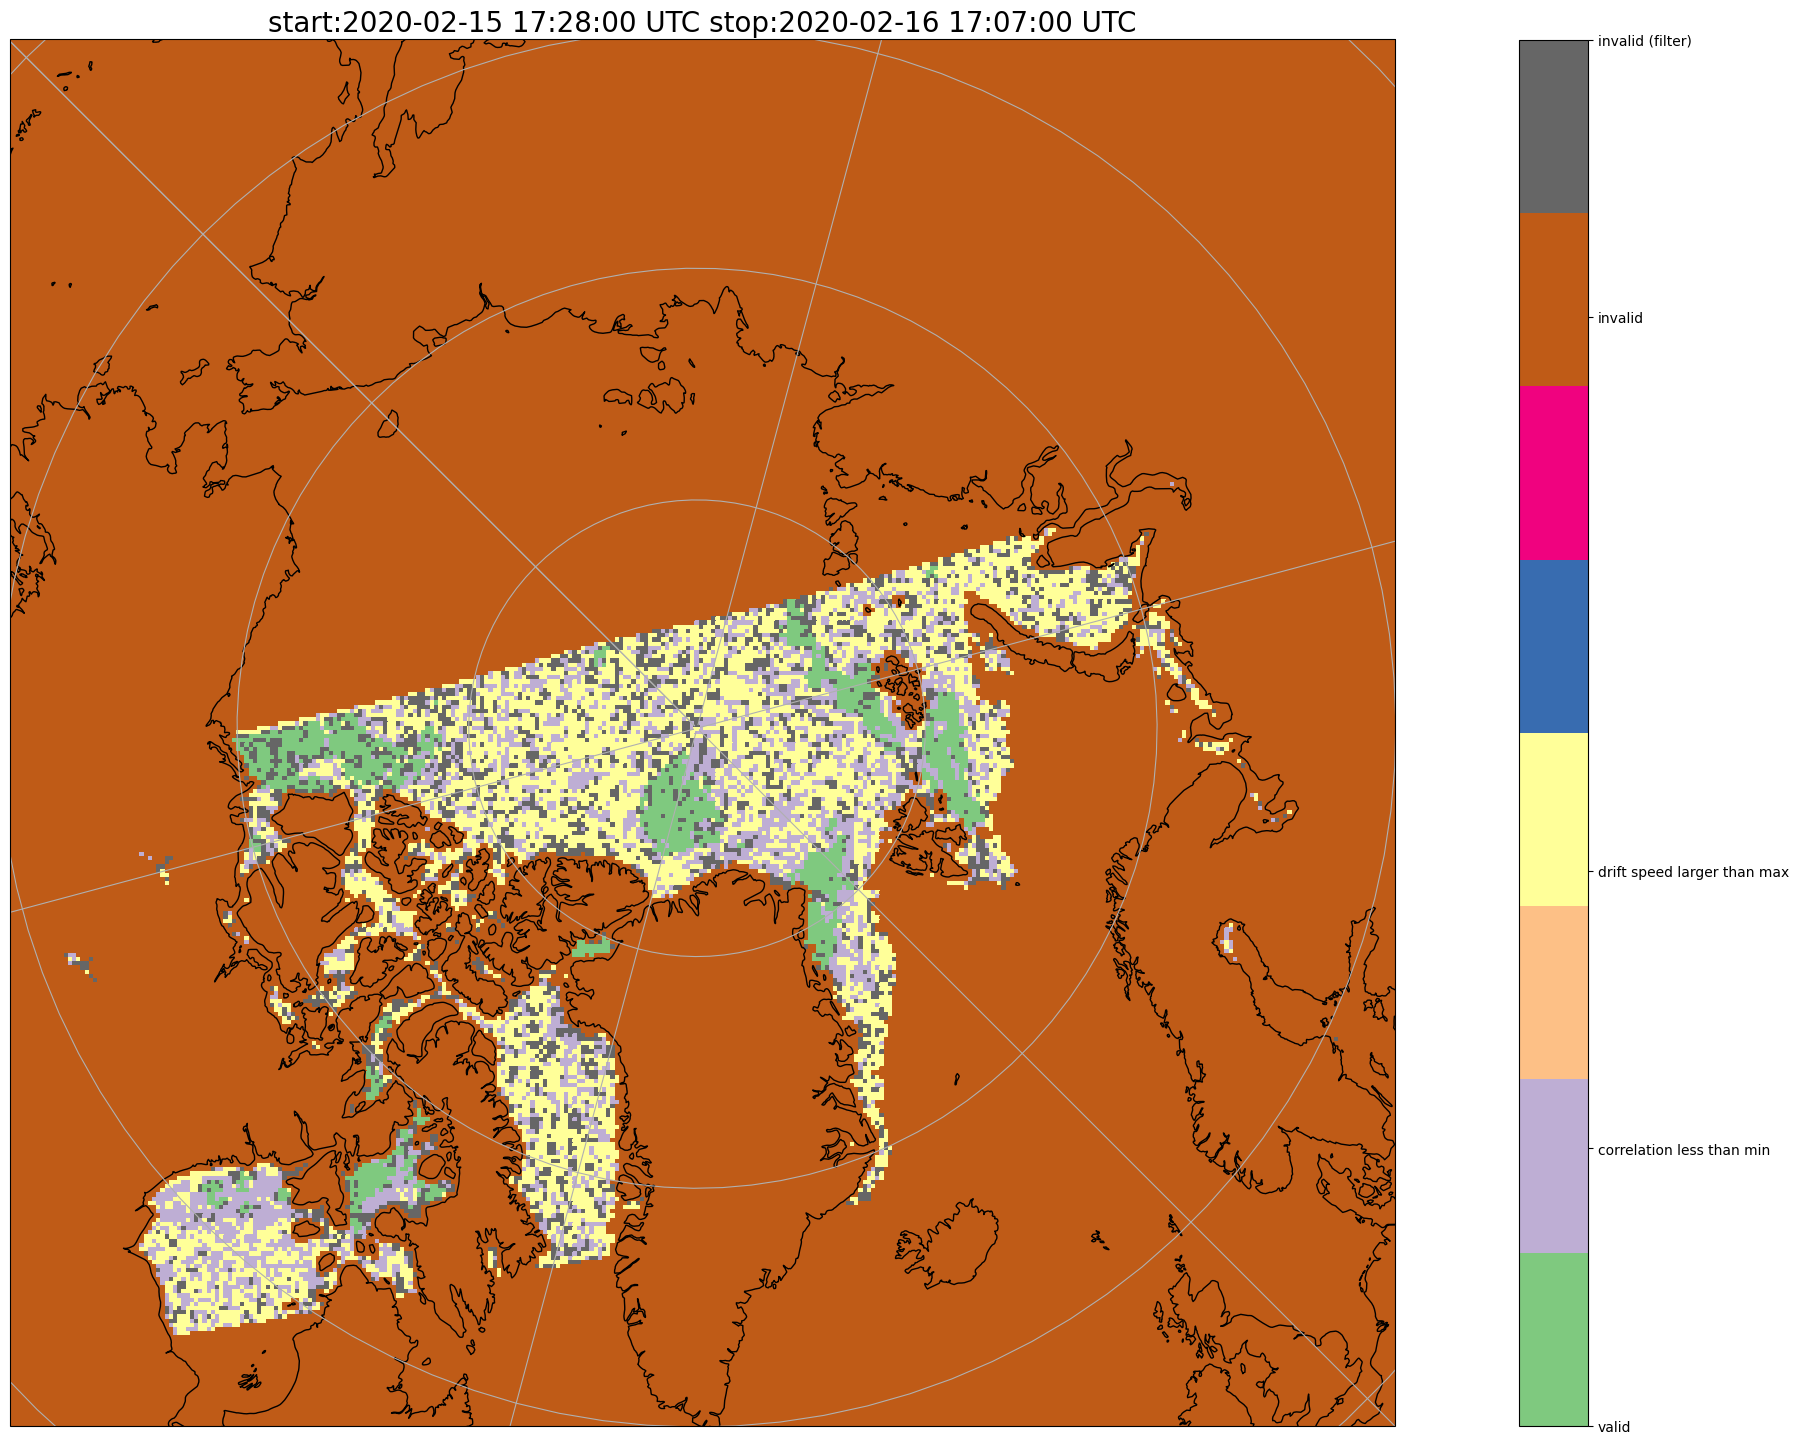 start:2020-02-15 17:28:00 UTC stop:2020-02-16 17:07:00 UTC
invalid (filter)
invalid
drift speed larger than max
correlation less than min
valid